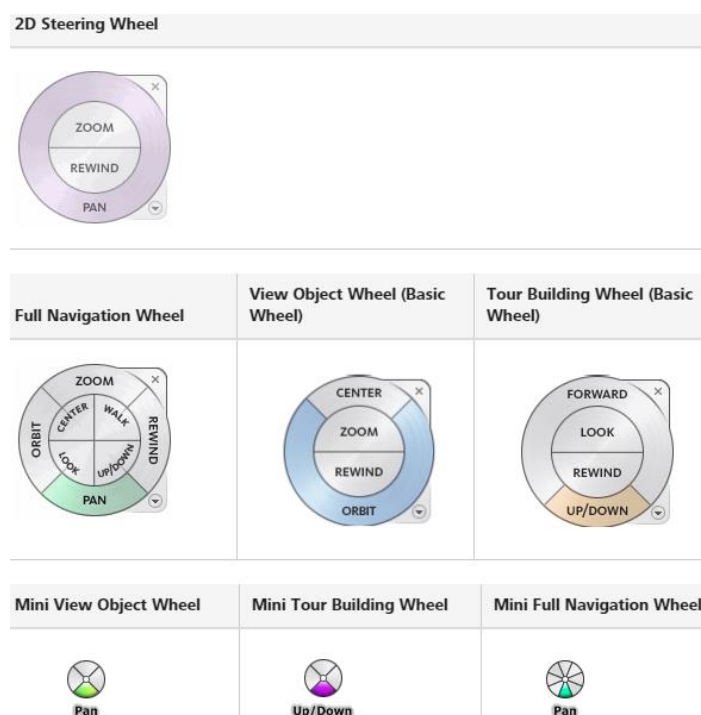 2D Steering Wheel
ZOOM
REWIND
PAN
Full Navigation Wheel
View Object Wheel (Basic
Wheel)
Tour Building Wheel (Basic
Wheel)
ZOOM
CENTER
WALK
ORBIT
REWIND
LOOK
UP/DOWN
PAN
CENTER
ZOOM
REWIND
ORBIT
FORWARD
LOOK
REWIND
UP/DOWN
Mini View Object Wheel
Mini Tour Building Wheel
Mini Full Navigation Wheel
Pan
Up/Down
Pan